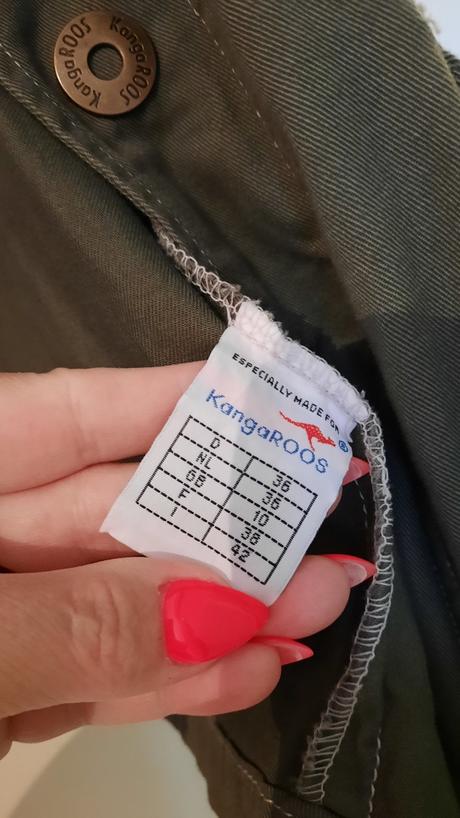 KangaROOS KangaROOS
ESPECIALLY MADE FOR
KangaROOS®
D 36
NL 36
GB 10
F 38
I 42